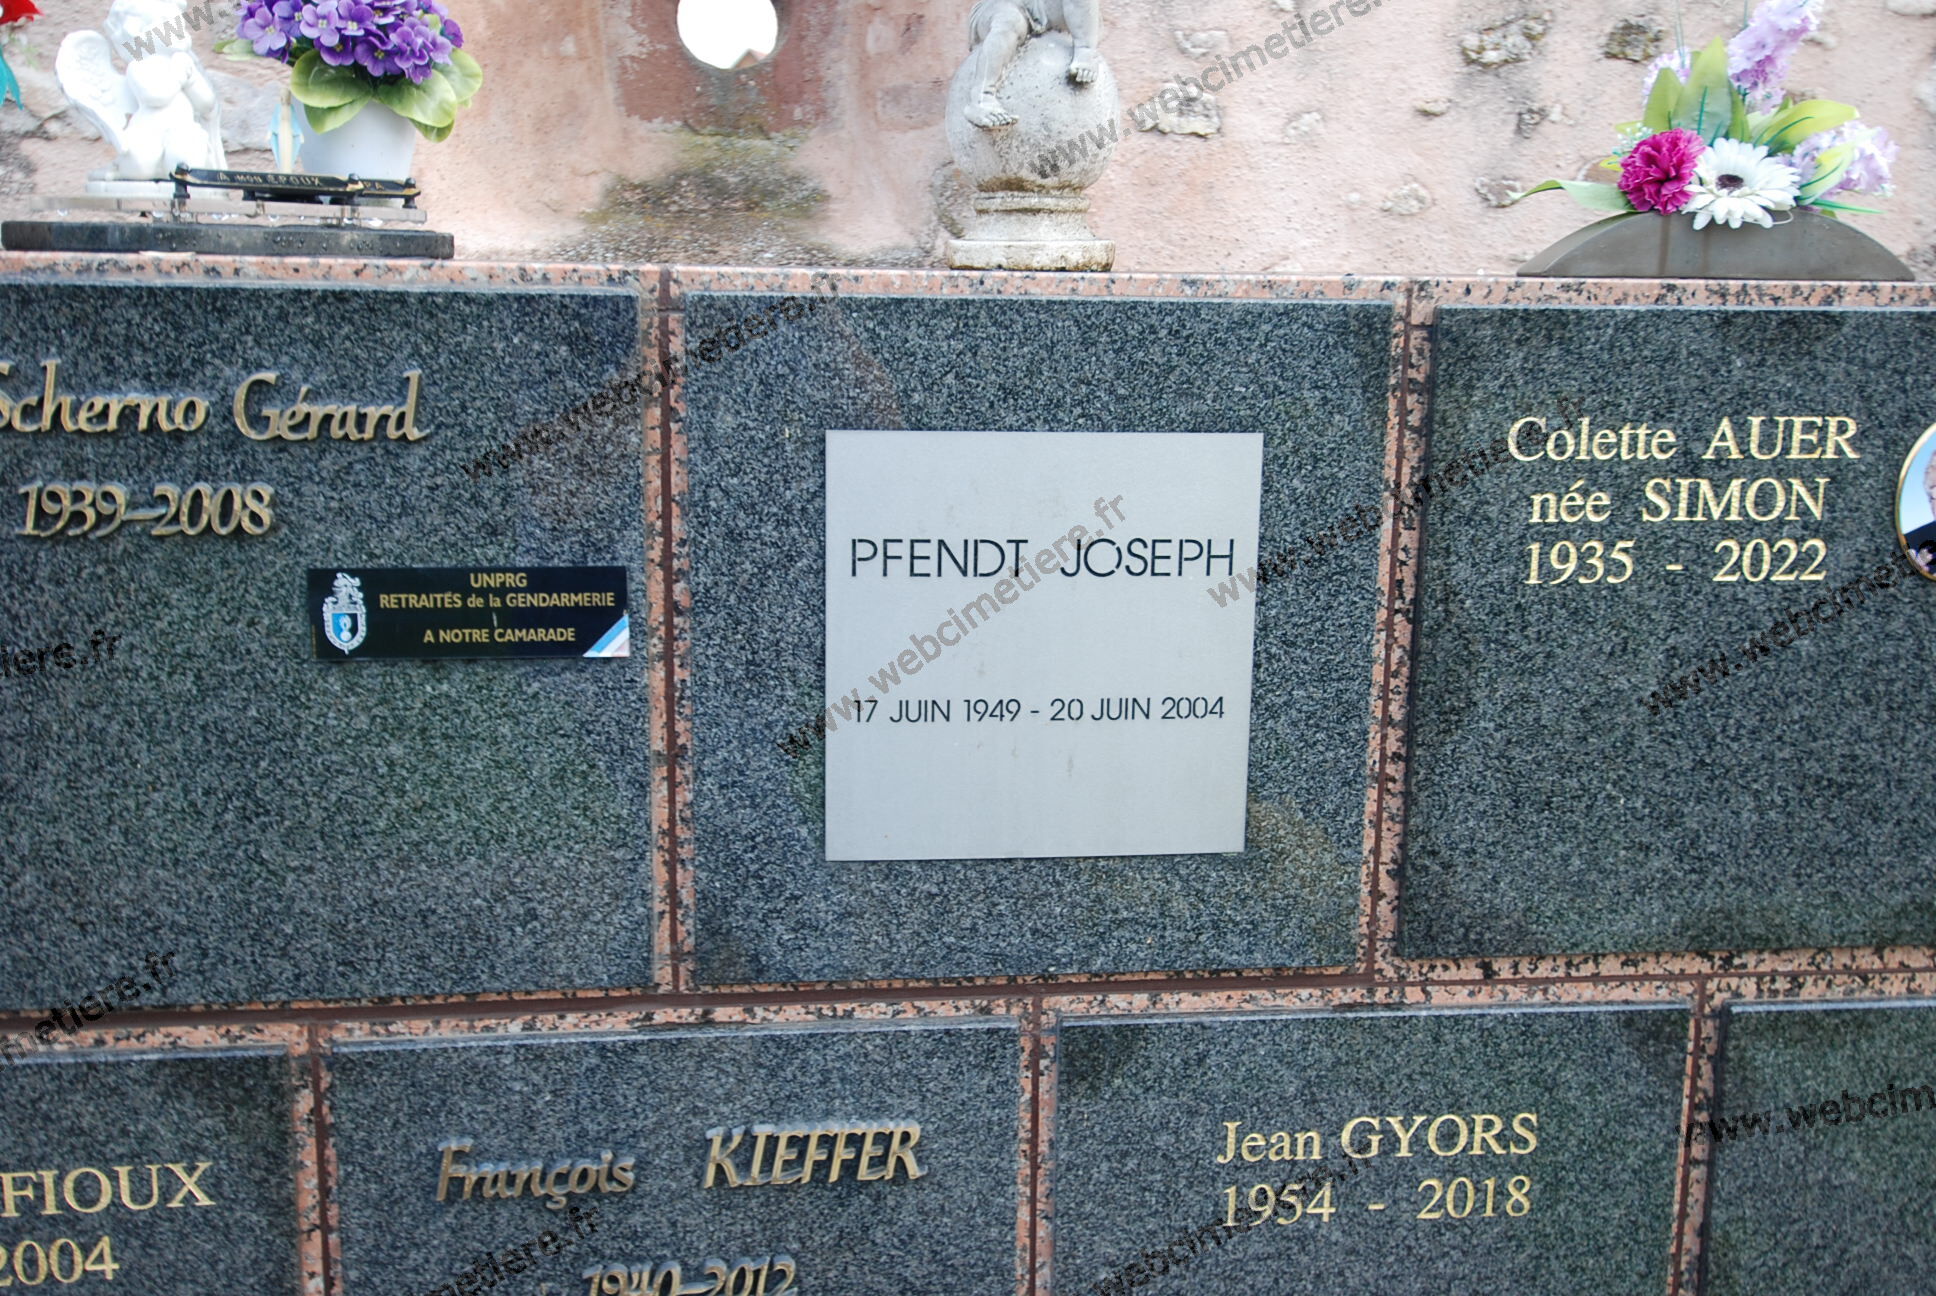 A MON ÉPOUX
PA
Scherno Gérard
1939-2008
UNPRG
RETRAITÉS de la GENDARMERIE
A NOTRE CAMARADE
PFENDT JOSEPH
17 JUIN 1949 - 20 JUIN 2004
Colette AUER
née SIMON
1935 - 2022
FIOUX
2004
François KIEFFER
1940-2012
Jean GYORS
1954 - 2018
www.webcimetiere.fr